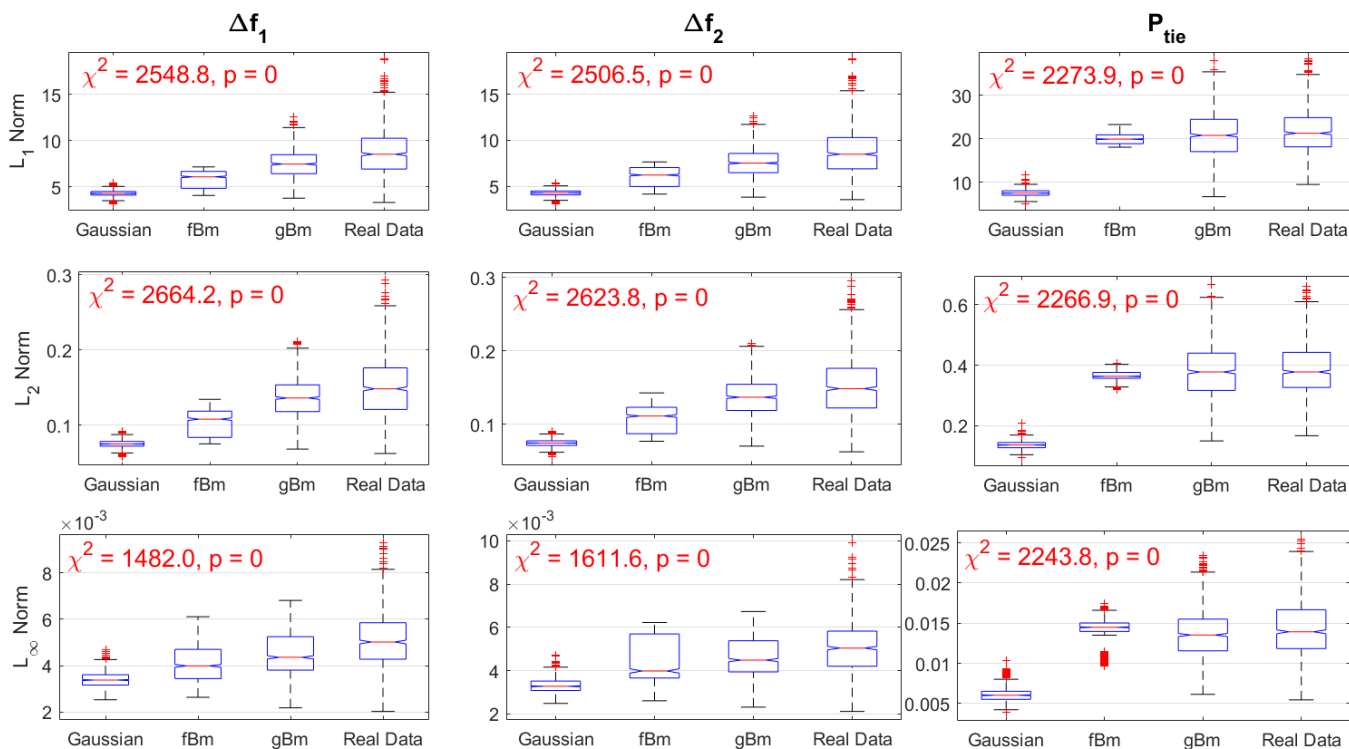 Δf1 Δf2 Ptie
L1 Norm
χ2 = 2548.8, p = 0
15
10
5
Gaussian fBm gBm Real Data
χ2 = 2506.5, p = 0
15
10
5
Gaussian fBm gBm Real Data
χ2 = 2273.9, p = 0
30
20
10
Gaussian fBm gBm Real Data
L2 Norm
χ2 = 2664.2, p = 0
0.3
0.2
0.1
Gaussian fBm gBm Real Data
χ2 = 2623.8, p = 0
0.3
0.2
0.1
Gaussian fBm gBm Real Data
χ2 = 2266.9, p = 0
0.6
0.4
0.2
Gaussian fBm gBm Real Data
L∞ Norm
×10-3
χ2 = 1482.0, p = 0
8
6
4
2
Gaussian fBm gBm Real Data
×10-3
χ2 = 1611.6, p = 0
10
8
6
4
2
Gaussian fBm gBm Real Data
χ2 = 2243.8, p = 0
0.025
0.020
0.015
0.010
0.005
Gaussian fBm gBm Real Data